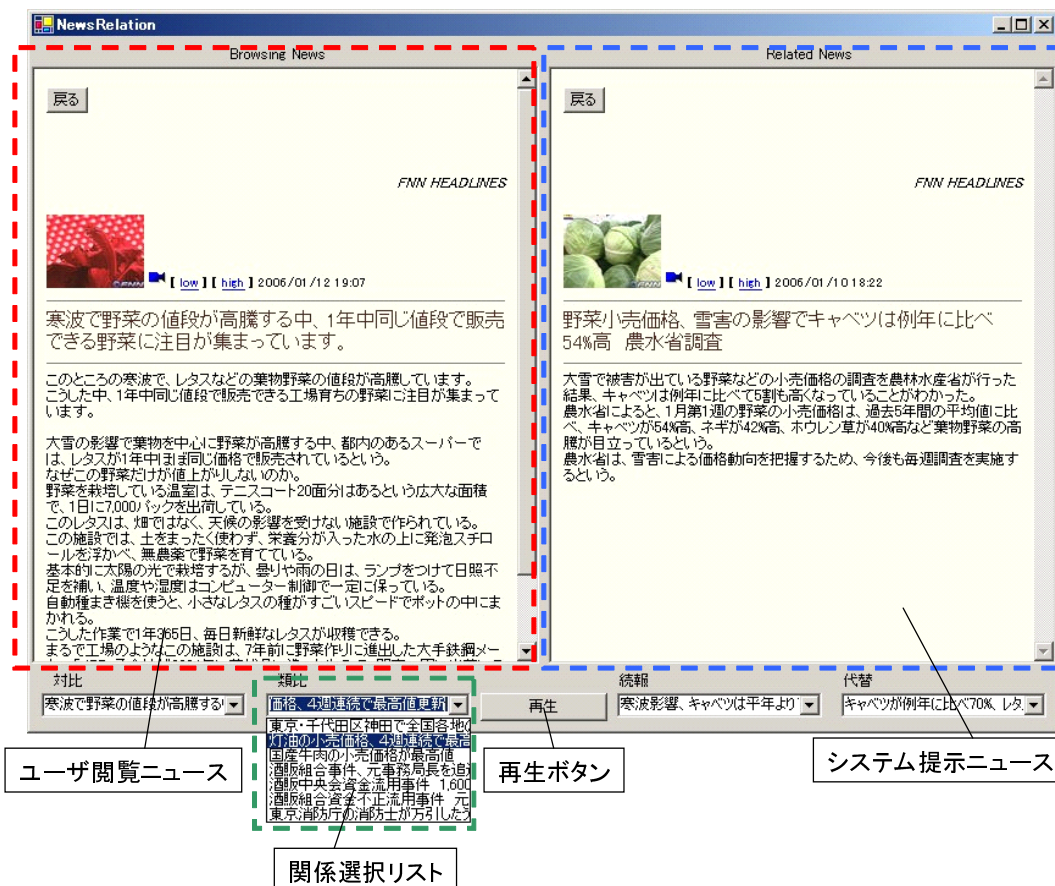 NewsRelation
Browsing News
Related News
戻る
FNN HEADLINES
[ low ] [ high ] 2006/01/12 19:07
寒波で野菜の値段が高騰する中、1年中同じ値段で販売
できる野菜に注目が集まっています。
このところの寒波で、レタスなどの葉物野菜の値段が高騰しています。
こうした中、1年中同じ値段で販売できる工場育ちの野菜に注目が集まって
います。
大雪の影響で葉物を中心に野菜が高騰する中、都内のあるスーパーで
は、レタスが1年中ほぼ同じ価格で販売されているという。
なぜこの野菜だけが値上がりしないのか。
野菜を栽培している温室は、テニスコート20面分はあるという広大な面積
で、1日に7,000パックを出荷している。
このレタスは、畑ではなく、天候の影響を受けない施設で作られている。
この施設では、土をまったく使わず、栄養分が入った水の上に発泡スチロ
ールを浮かべ、無農薬で野菜を育てている。
基本的に太陽の光で栽培するが、曇りや雨の日は、ランプをつけて日照不
足を補い、温度や湿度はコンピューター制御で一定に保っている。
自動種まき機を使うと、小さなレタスの種がすごいスピードでポットの中にま
かれる。
こうした作業で1年365日、毎日新鮮なレタスが収穫できる。
まるで工場のようなこの施設は、7年前に野菜作りに進出した大手鉄鋼メー
戻る
FNN HEADLINES
[ low ] [ high ] 2006/01/10 18:22
野菜小売価格、雪害の影響でキャベツは例年に比べ
54%高 農水省調査
大雪で被害が出ている野菜などの小売価格の調査を農林水産省が行った
結果、キャベツは例年に比べて5割も高くなっていることがわかった。
農水省によると、1月第1週の野菜の小売価格は、過去5年間の平均値に比
べ、キャベツが54%高、ネギが42%高、ホウレン草が40%高など葉物野菜の高
騰が目立っているという。
農水省は、雪害による価格動向を把握するため、今後も毎週調査を実施す
るという。
対比
類比
続報
代替
寒波で野菜の値段が高騰する
価格、4週連続で最高値更新
再生
寒波影響、キャベツは平年より
キャベツが例年に比べ70%、レタ
東京・千代田区神田で全国各地の
灯油の小売価格、4週連続で最高
国産牛肉の小売価格が最高値
酒販組合事件、元事務局長を追
酒販中央会資金流用事件 1,600
酒販組合資金不正流用事件 元
東京消防庁の消防士が万引したう
ユーザ閲覧ニュース
再生ボタン
システム提示ニュース
関係選択リスト